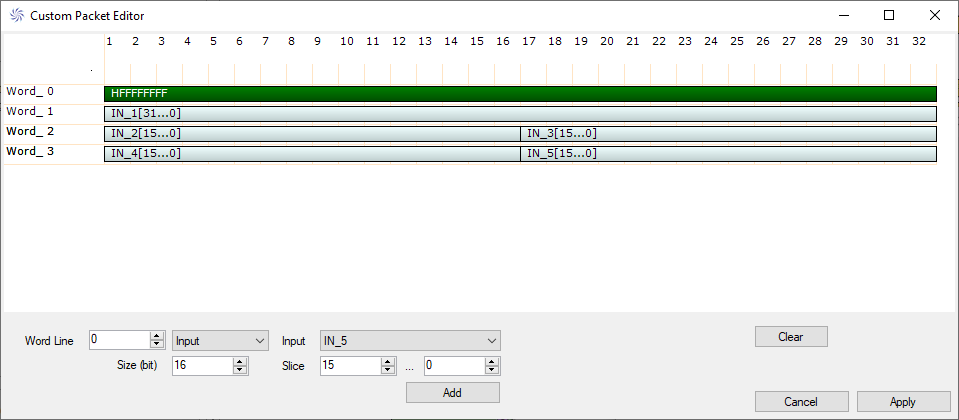 Custom Packet Editor
1 2 3 4 5 6 7 8 9 10 11 12 13 14 15 16 17 18 19 20 21 22 23 24 25 26 27 28 29 30 31 32
.
Word_ 0 HFFFFFFFF
Word_ 1 IN_1[31...0]
Word_ 2 IN_2[15...0] IN_3[15...0]
Word_ 3 IN_4[15...0] IN_5[15...0]
Word Line 0 Input Input IN_5 Clear
Size (bit) 16 Slice 15 ... 0
Add
Cancel Apply